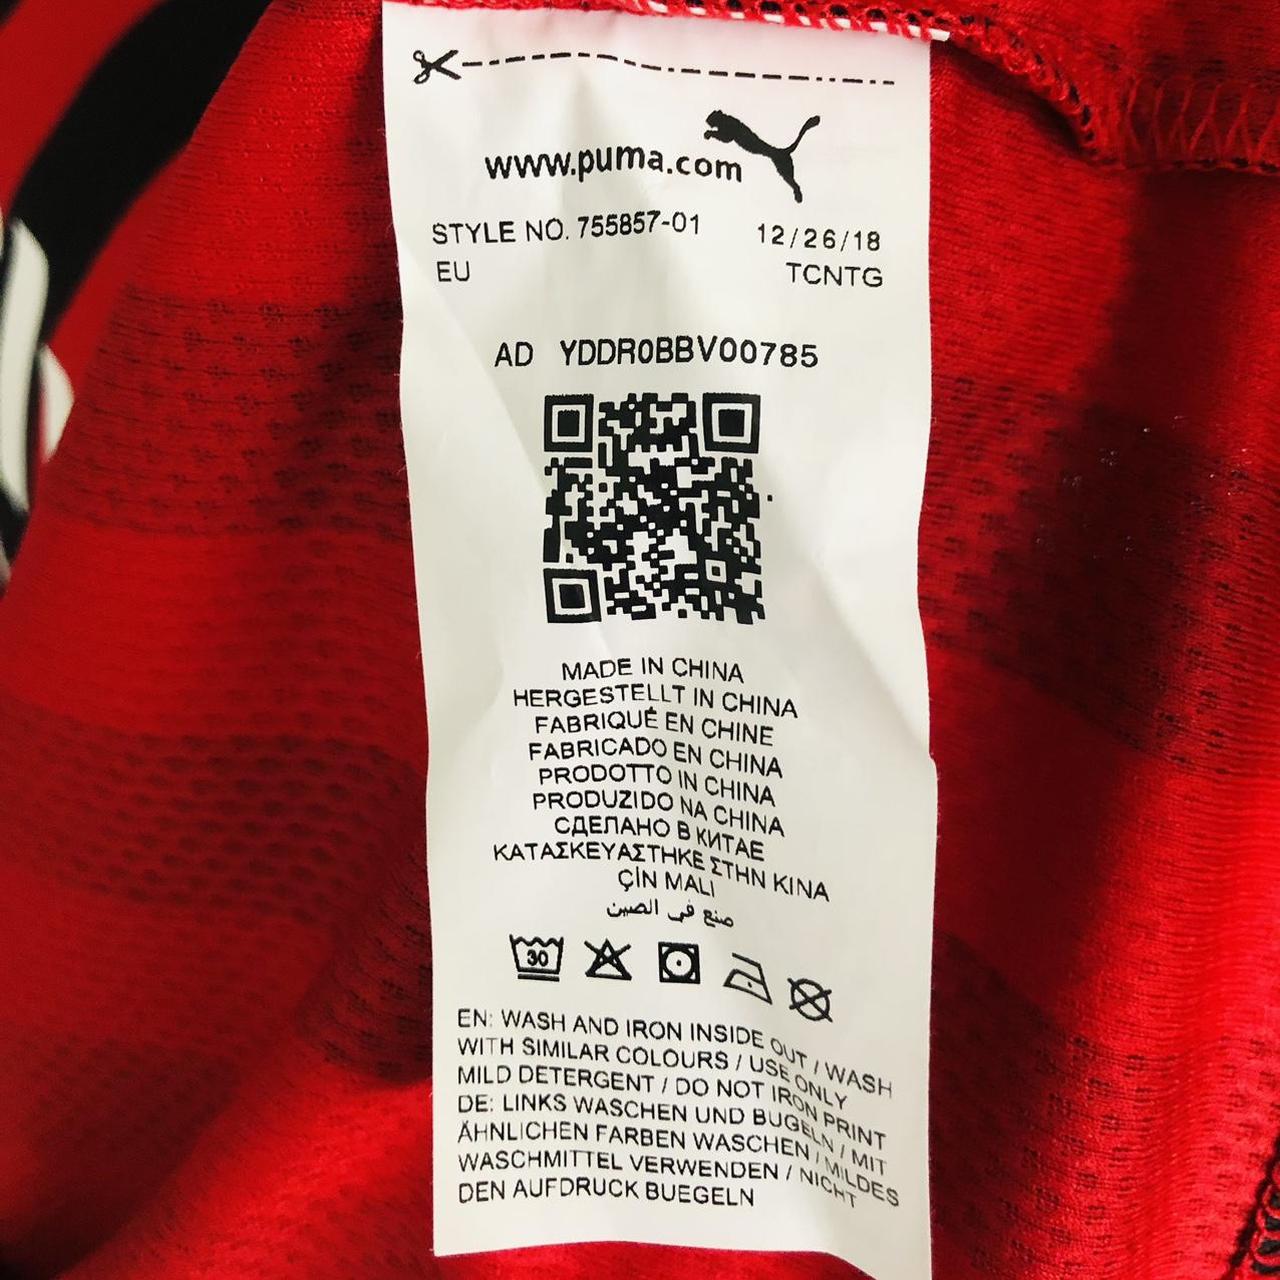 www.puma.com
STYLE NO. 755857-01 12/26/18
EU TCNTG
AD YDDR0BBV00785
MADE IN CHINA
HERGESTELLT IN CHINA
FABRIQUÉ EN CHINE
FABRICADO EN CHINA
PRODOTTO IN CHINA
PRODUZIDO NA CHINA
СДЕЛАНО В КИТАЕ
ΚΑΤΑΣΚΕΥΑΣΤΗΚΕ ΣΤΗΝ ΚΙΝΑ
ÇİN MALI
صنع في الصين
30
EN: WASH AND IRON INSIDE OUT / WASH
WITH SIMILAR COLOURS / USE ONLY
MILD DETERGENT / DO NOT IRON PRINT
DE: LINKS WASCHEN UND BUGELN / MIT
ÄHNLICHEN FARBEN WASCHEN / MILDES
WASCHMITTEL VERWENDEN / NICHT
DEN AUFDRUCK BUEGELN